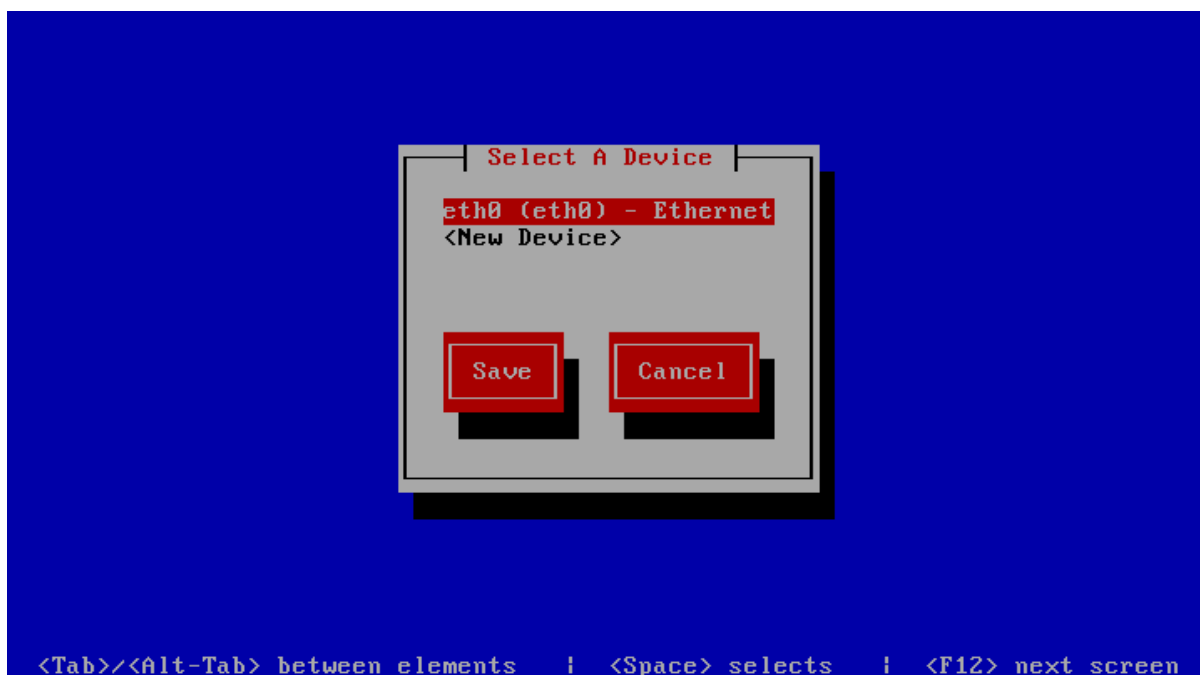 Select A Device
eth0 (eth0) - Ethernet
<New Device>
Save Cancel
<Tab>/<Alt-Tab> between elements | <Space> selects | <F12> next screen